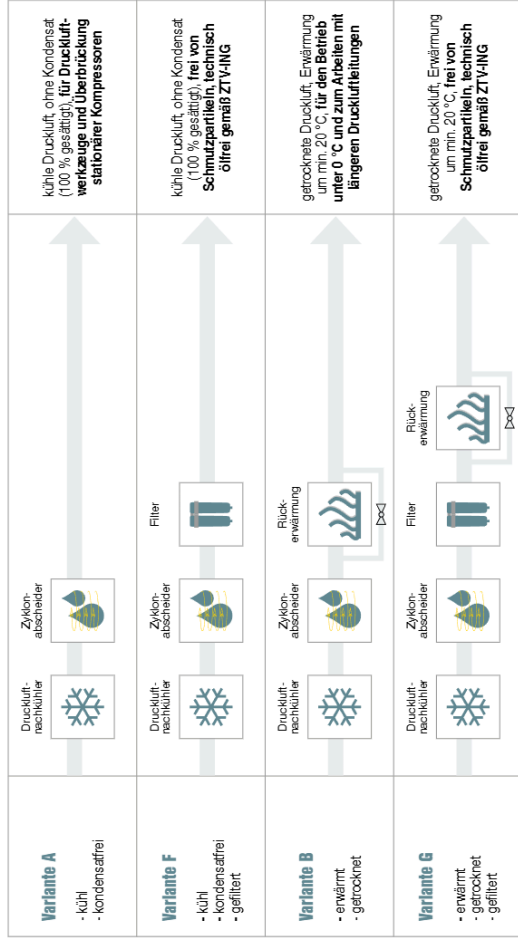 Variante A
- kühl
- kondensatfrei
Druckluft-
nachkühler
Zyklon-
abscheider
kühle Druckluft, ohne Kondensat
(100 % gesättigt), für Druckluft-
werkzeuge und Überbrückung
stationärer Kompressoren
Variante F
- kühl
- kondensatfrei
- gefiltert
Druckluft-
nachkühler
Zyklon-
abscheider
Filter
kühle Druckluft, ohne Kondensat
(100 % gesättigt), frei von
Schmutzpartikeln, technisch
ölfrei gemäß ZTV-ING
Variante B
- erwärmt
- getrocknet
Druckluft-
nachkühler
Zyklon-
abscheider
Rück-
erwärmung
getrocknete Druckluft, Erwärmung
um min. 20 °C, für den Betrieb
unter 0 °C und zum Arbeiten mit
längeren Druckluftleitungen
Variante G
- erwärmt
- getrocknet
- gefiltert
Druckluft-
nachkühler
Zyklon-
abscheider
Filter
Rück-
erwärmung
getrocknete Druckluft, Erwärmung
um min. 20 °C, frei von
Schmutzpartikeln, technisch
ölfrei gemäß ZTV-ING